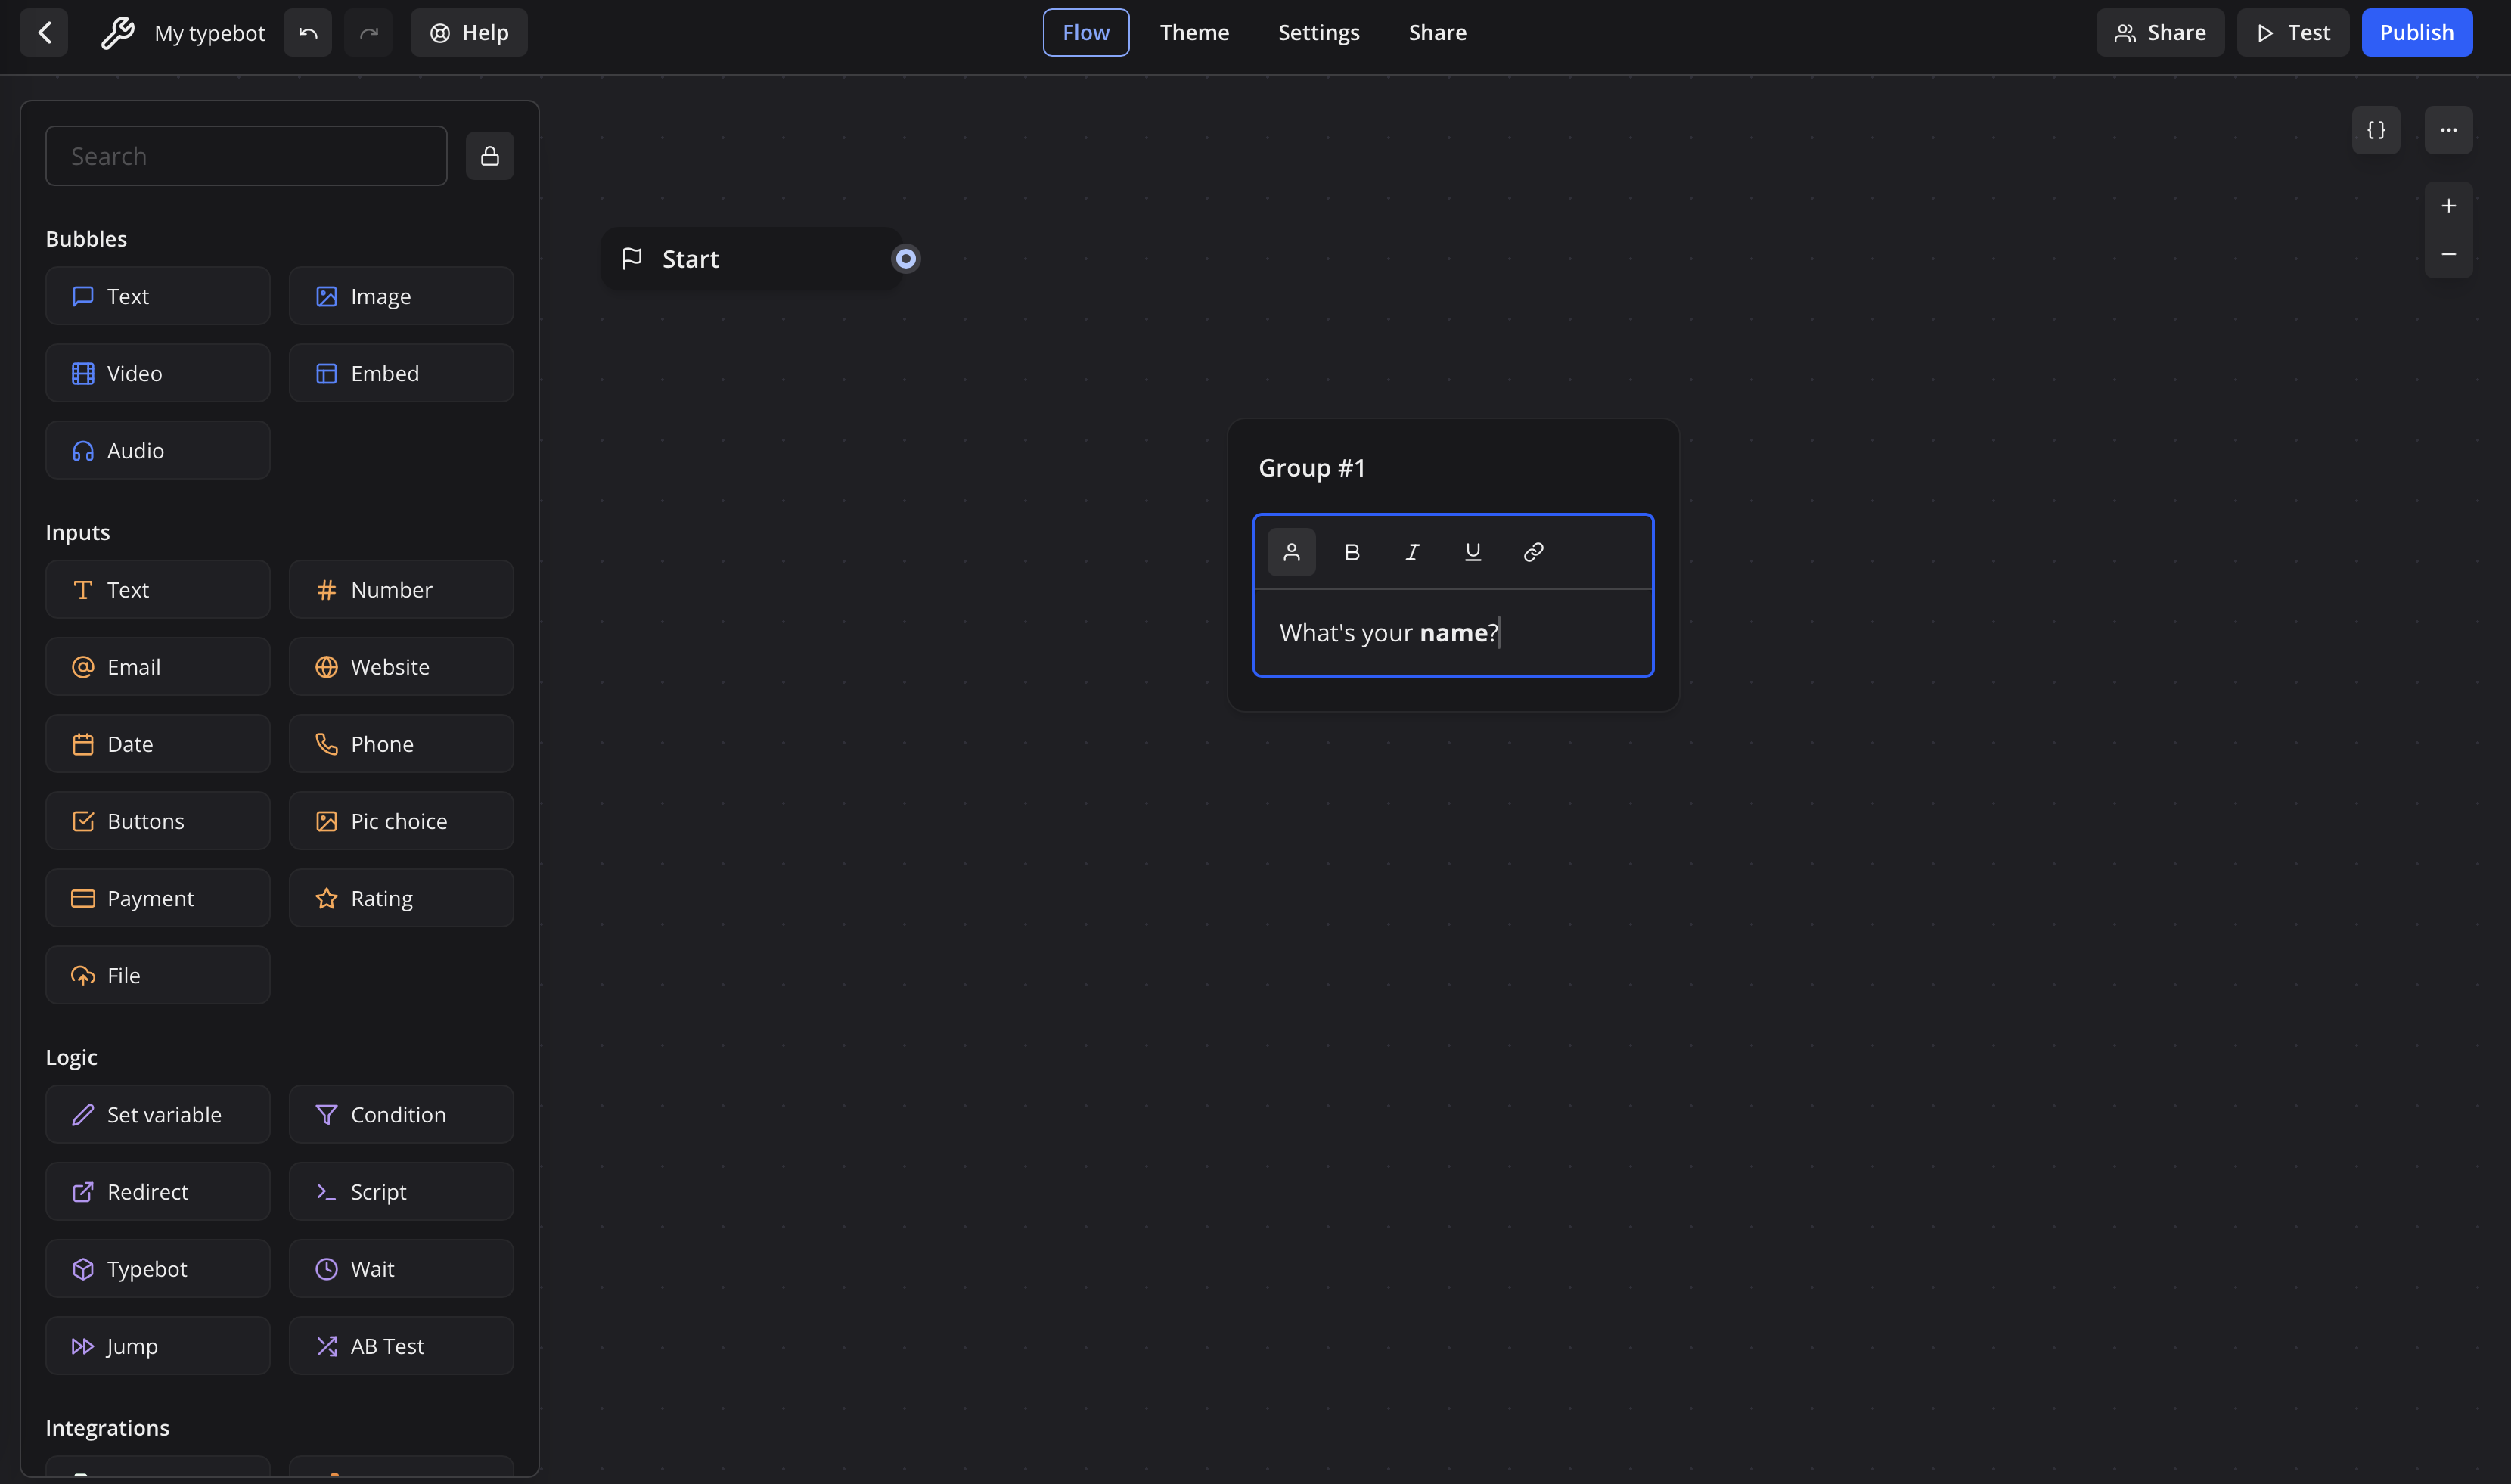 My typebot
Help
Flow
Theme
Settings
Share
Share
Test
Publish
Search
Bubbles
Text
Image
Video
Embed
Audio
Inputs
Text
Number
Email
Website
Date
Phone
Buttons
Pic choice
Payment
Rating
File
Logic
Set variable
Condition
Redirect
Script
Typebot
Wait
Jump
AB Test
Integrations
Start
Group #1
B I U
What's your name?